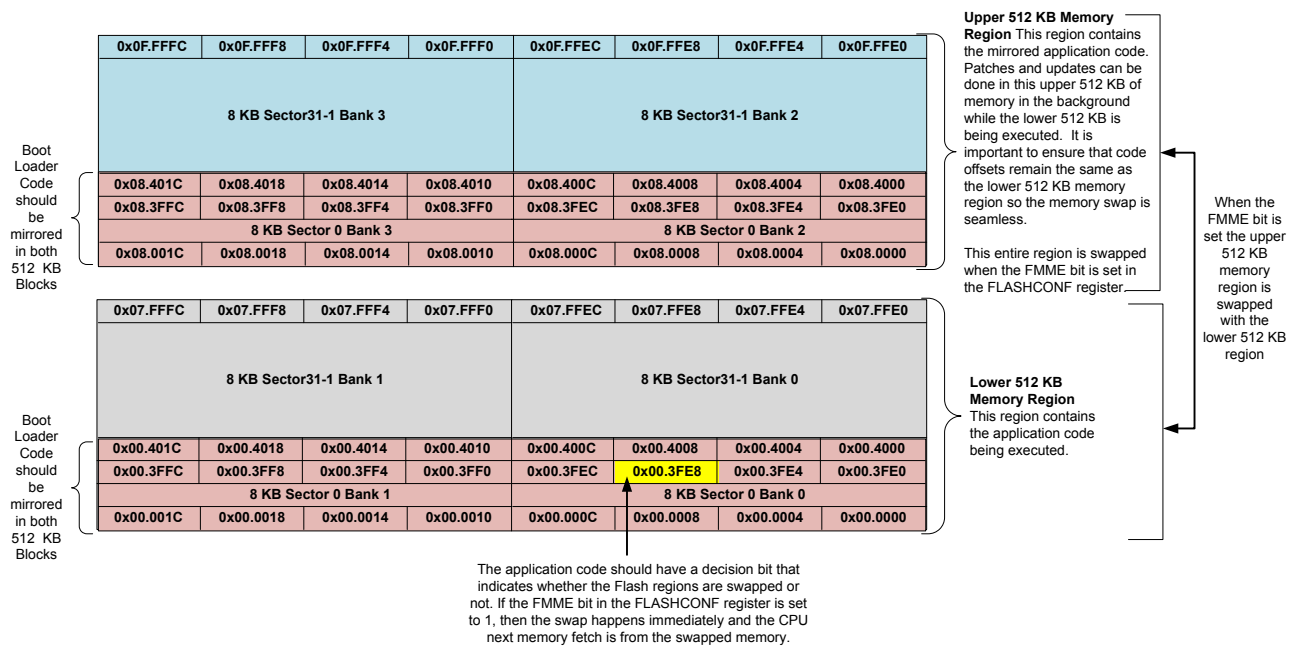 0x0F.FFFC 0x0F.FFF8 0x0F.FFF4 0x0F.FFF0 0x0F.FFEC 0x0F.FFE8 0x0F.FFE4 0x0F.FFE0
8 KB Sector31-1 Bank 3 8 KB Sector31-1 Bank 2
0x08.401C 0x08.4018 0x08.4014 0x08.4010 0x08.400C 0x08.4008 0x08.4004 0x08.4000
0x08.3FFC 0x08.3FF8 0x08.3FF4 0x08.3FF0 0x08.3FEC 0x08.3FE8 0x08.3FE4 0x08.3FE0
8 KB Sector 0 Bank 3 8 KB Sector 0 Bank 2
0x08.001C 0x08.0018 0x08.0014 0x08.0010 0x08.000C 0x08.0008 0x08.0004 0x08.0000
Boot
Loader
Code
should
be
mirrored
in both
512 KB
Blocks
Upper 512 KB Memory
Region This region contains
the mirrored application code.
Patches and updates can be
done in this upper 512 KB of
memory in the background
while the lower 512 KB is
being executed. It is
important to ensure that code
offsets remain the same as
the lower 512 KB memory
region so the memory swap is
seamless.
This entire region is swapped
when the FMME bit is set in
the FLASHCONF register.
When the
FMME bit is
set the upper
512 KB
memory
region is
swapped
with the
lower 512 KB
region
0x07.FFFC 0x07.FFF8 0x07.FFF4 0x07.FFF0 0x07.FFEC 0x07.FFE8 0x07.FFE4 0x07.FFE0
8 KB Sector31-1 Bank 1 8 KB Sector31-1 Bank 0
0x00.401C 0x00.4018 0x00.4014 0x00.4010 0x00.400C 0x00.4008 0x00.4004 0x00.4000
0x00.3FFC 0x00.3FF8 0x00.3FF4 0x00.3FF0 0x00.3FEC 0x00.3FE8 0x00.3FE4 0x00.3FE0
8 KB Sector 0 Bank 1 8 KB Sector 0 Bank 0
0x00.001C 0x00.0018 0x00.0014 0x00.0010 0x00.000C 0x00.0008 0x00.0004 0x00.0000
Boot
Loader
Code
should
be
mirrored
in both
512 KB
Blocks
Lower 512 KB
Memory Region
This region contains
the application code
being executed.
The application code should have a decision bit that
indicates whether the Flash regions are swapped or
not. If the FMME bit in the FLASHCONF register is set
to 1, then the swap happens immediately and the CPU
next memory fetch is from the swapped memory.